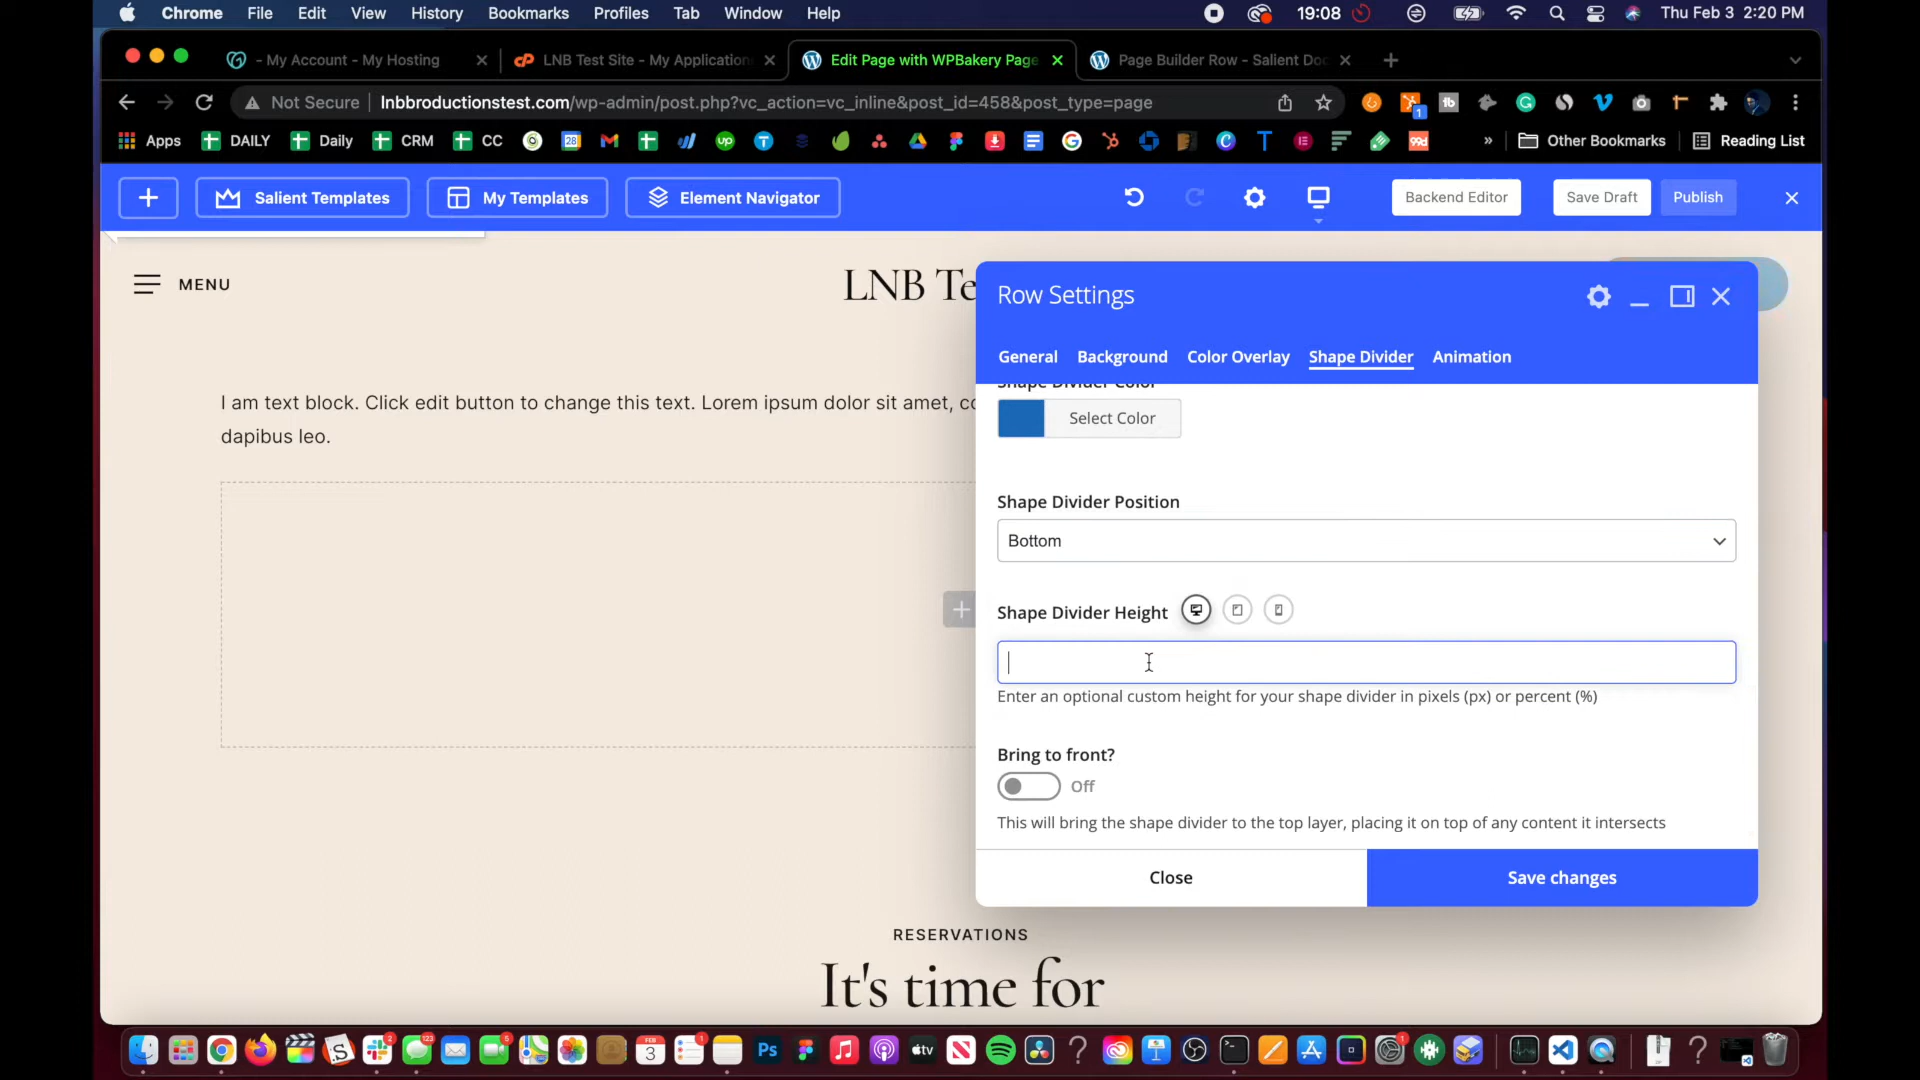 Chrome File Edit View History Bookmarks Profiles Tab Window Help 19:08 Thu Feb 3 2:20 PM
- My Account - My Hosting LNB Test Site - My Application Edit Page with WPBakery Page Page Builder Row - Salient Doc
Not Secure lnbbroductionstest.com/wp-admin/post.php?vc_action=vc_inline&post_id=458&post_type=page
Apps DAILY Daily CRM CC Other Bookmarks Reading List
Salient Templates My Templates Element Navigator Backend Editor Save Draft Publish
MENU
LNB Te
Row Settings
General Background Color Overlay Shape Divider Animation
Shape Divider Color
Select Color
I am text block. Click edit button to change this text. Lorem ipsum dolor sit amet, co
dapibus leo.
Shape Divider Position
Bottom
Shape Divider Height
Enter an optional custom height for your shape divider in pixels (px) or percent (%)
Bring to front?
Off
This will bring the shape divider to the top layer, placing it on top of any content it intersects
Close Save changes
RESERVATIONS
It's time for